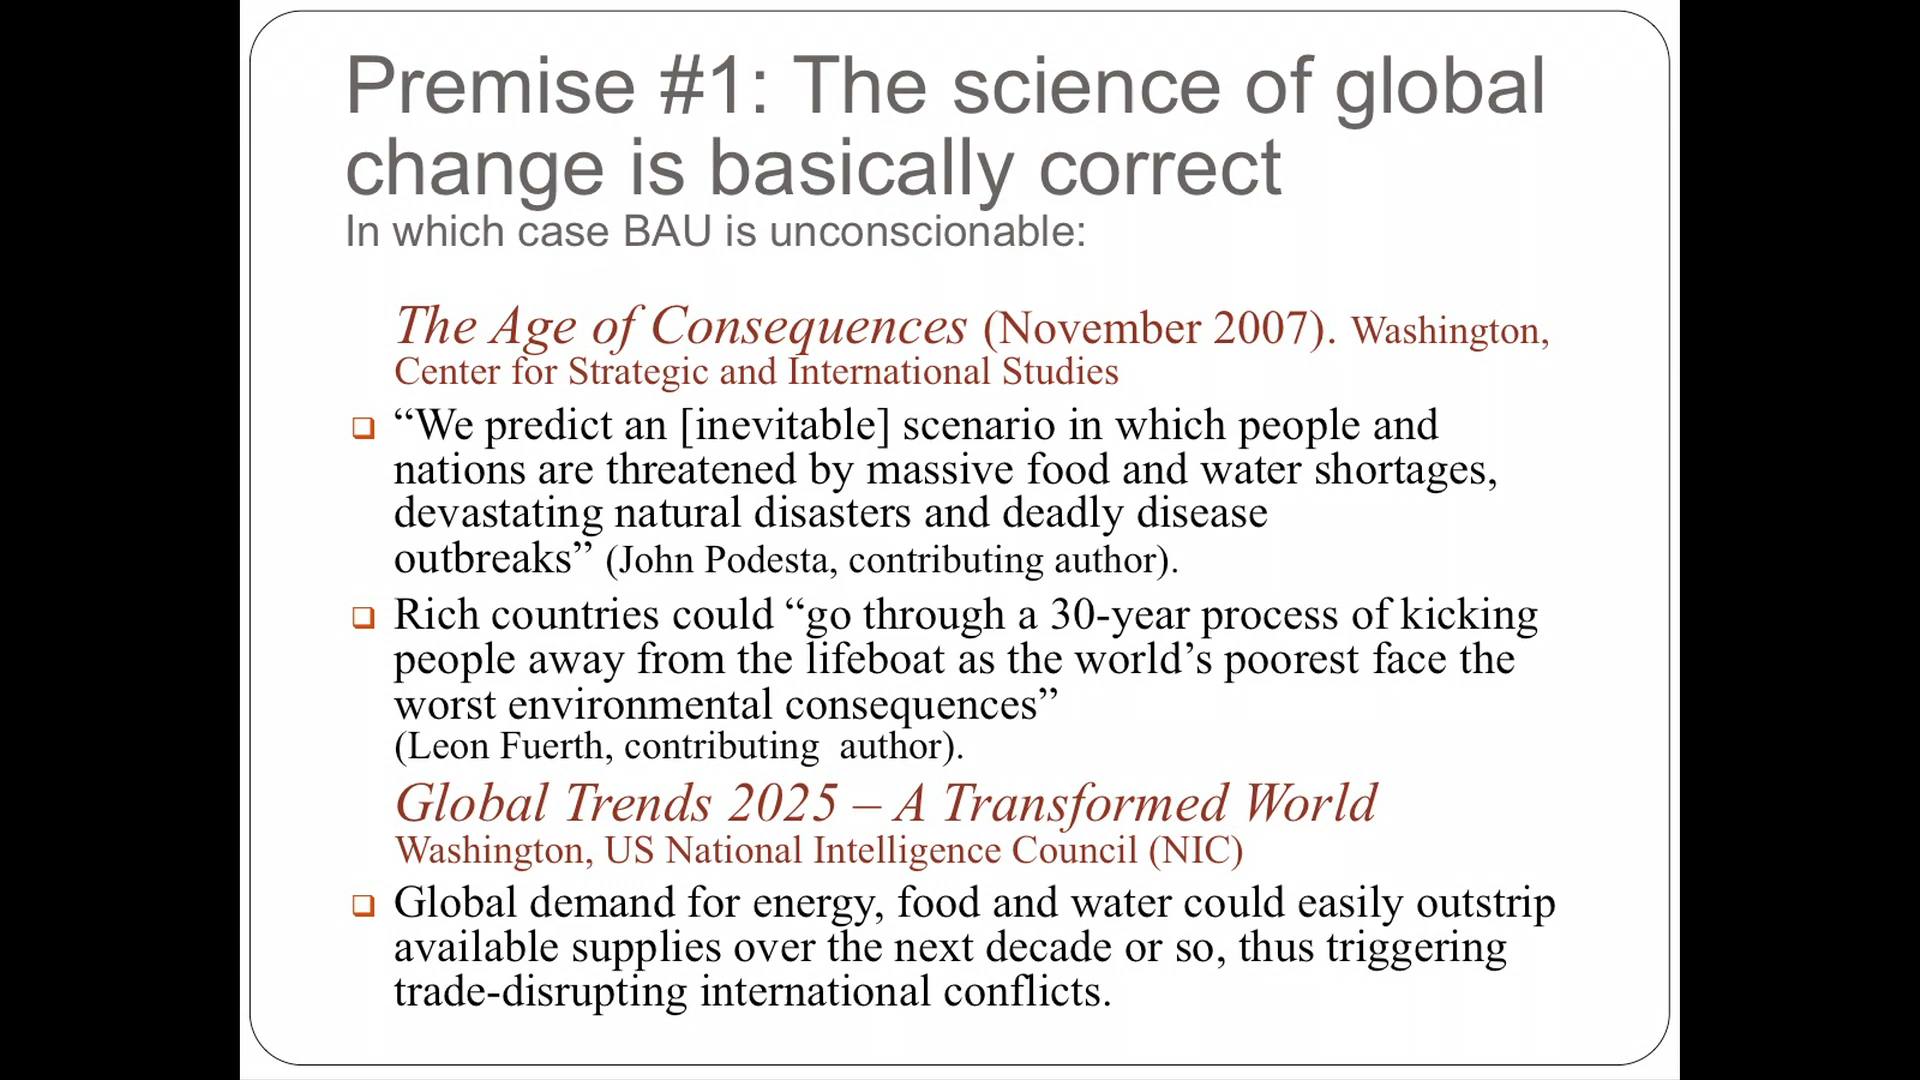 Premise #1: The science of global
change is basically correct
In which case BAU is unconscionable:
The Age of Consequences (November 2007). Washington,
Center for Strategic and International Studies
“We predict an [inevitable] scenario in which people and
nations are threatened by massive food and water shortages,
devastating natural disasters and deadly disease
outbreaks” (John Podesta, contributing author).
Rich countries could “go through a 30-year process of kicking
people away from the lifeboat as the world’s poorest face the
worst environmental consequences”
(Leon Fuerth, contributing author).
Global Trends 2025 – A Transformed World
Washington, US National Intelligence Council (NIC)
Global demand for energy, food and water could easily outstrip
available supplies over the next decade or so, thus triggering
trade-disrupting international conflicts.